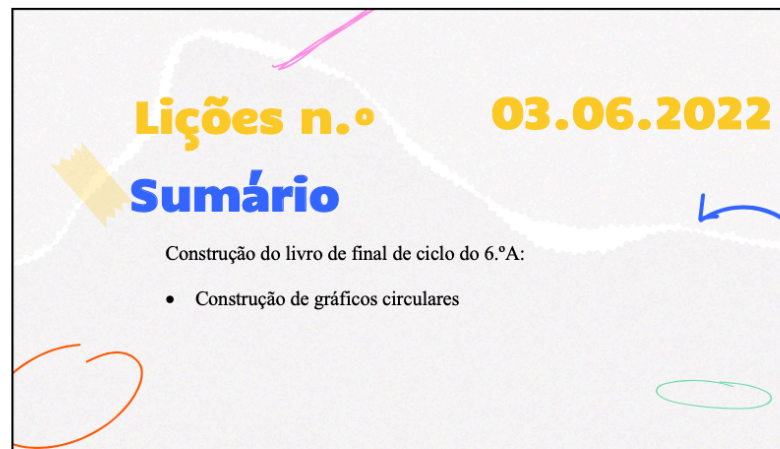 Lições n.º 03.06.2022
Sumário
Construção do livro de final de ciclo do 6.ºA:
• Construção de gráficos circulares